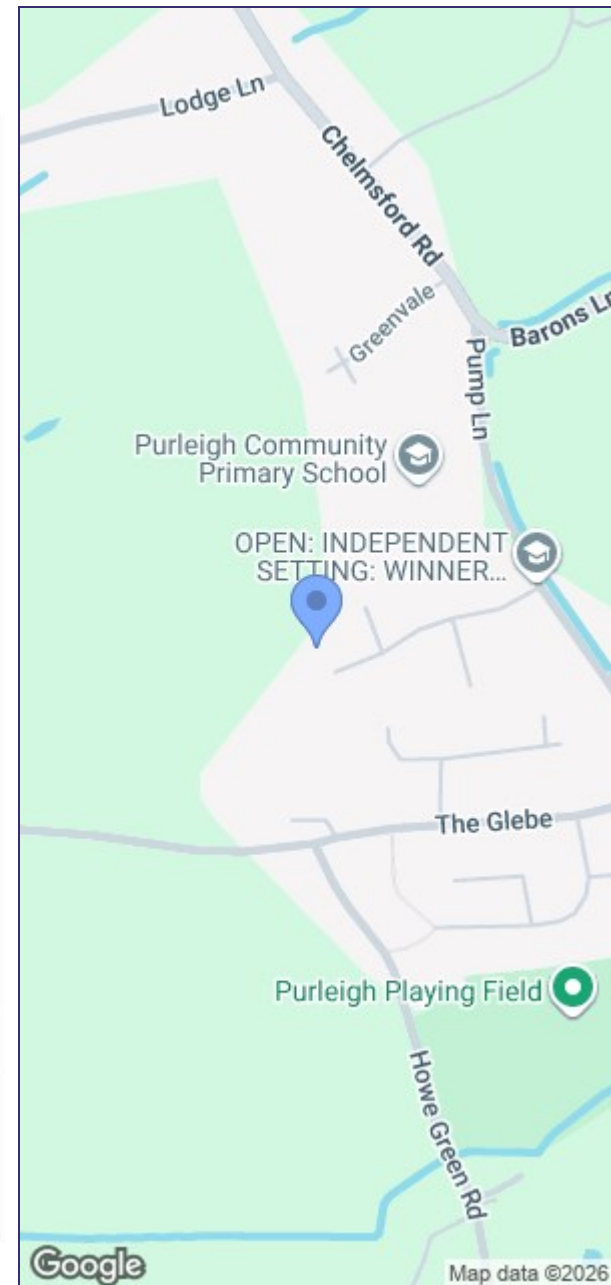 Lodge Ln
Chelmsford Rd
Greenvale
Barons Ln
Pump Ln
Purleigh Community
Primary School
OPEN: INDEPENDENT
SETTING: WINNER...
The Glebe
Purleigh Playing Field
Howe Green Rd
Google
Map data ©2026